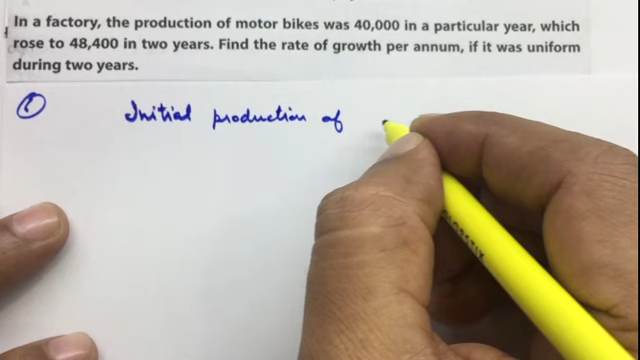 In a factory, the production of motor bikes was 40,000 in a particular year, which
rose to 48,400 in two years. Find the rate of growth per annum, if it was uniform
during two years.
Initial production of